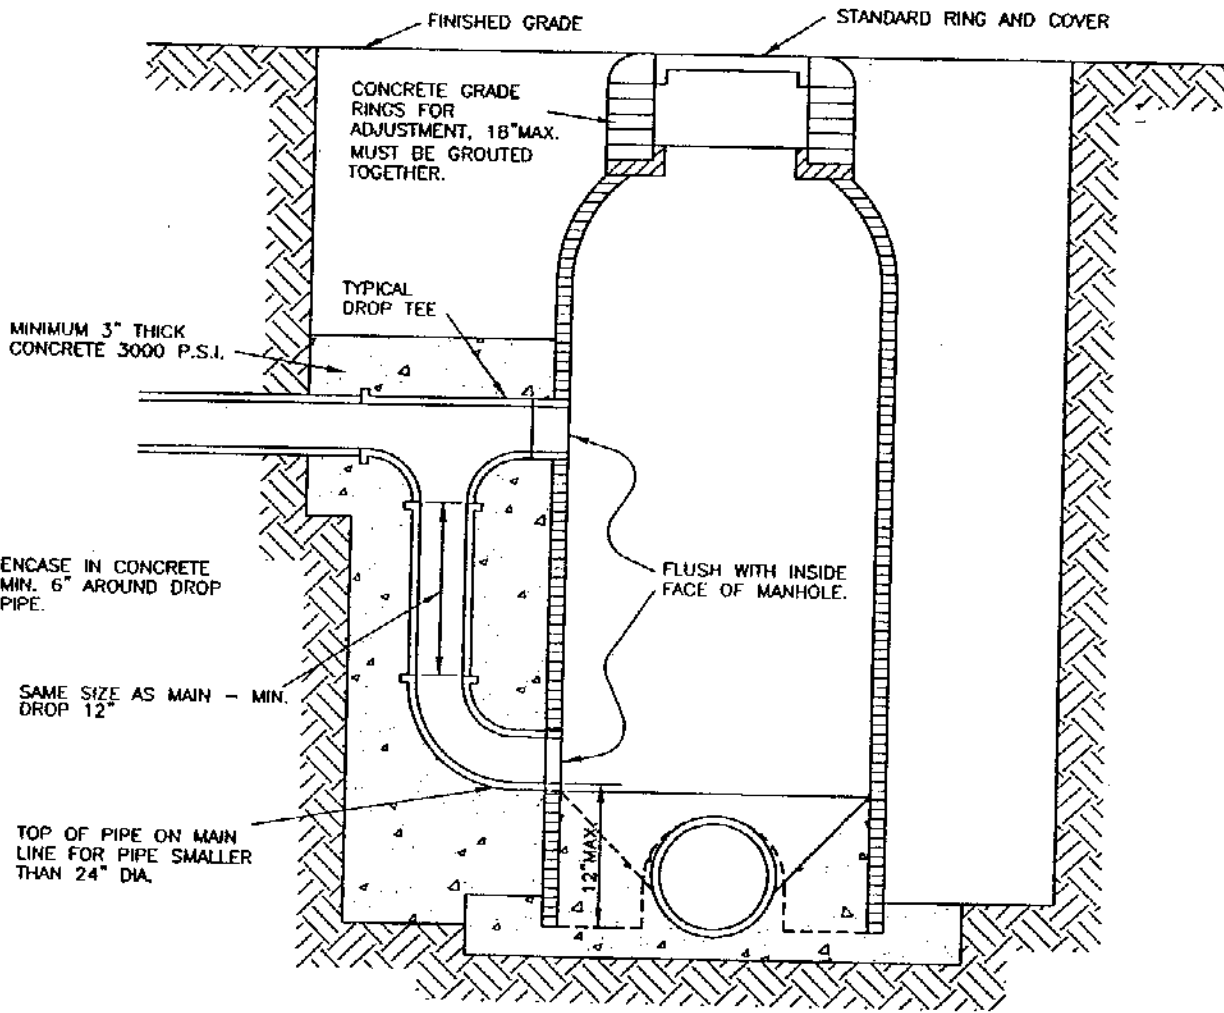 FINISHED GRADE
STANDARD RING AND COVER
CONCRETE GRADE
RINGS FOR
ADJUSTMENT, 18"MAX.
MUST BE GROUTED
TOGETHER.
TYPICAL
DROP TEE
MINIMUM 3" THICK
CONCRETE 3000 P.S.I.
ENCASE IN CONCRETE
MIN. 6" AROUND DROP
PIPE.
FLUSH WITH INSIDE
FACE OF MANHOLE.
SAME SIZE AS MAIN - MIN.
DROP 12"
TOP OF PIPE ON MAIN
LINE FOR PIPE SMALLER
THAN 24" DIA.
12"MAX.